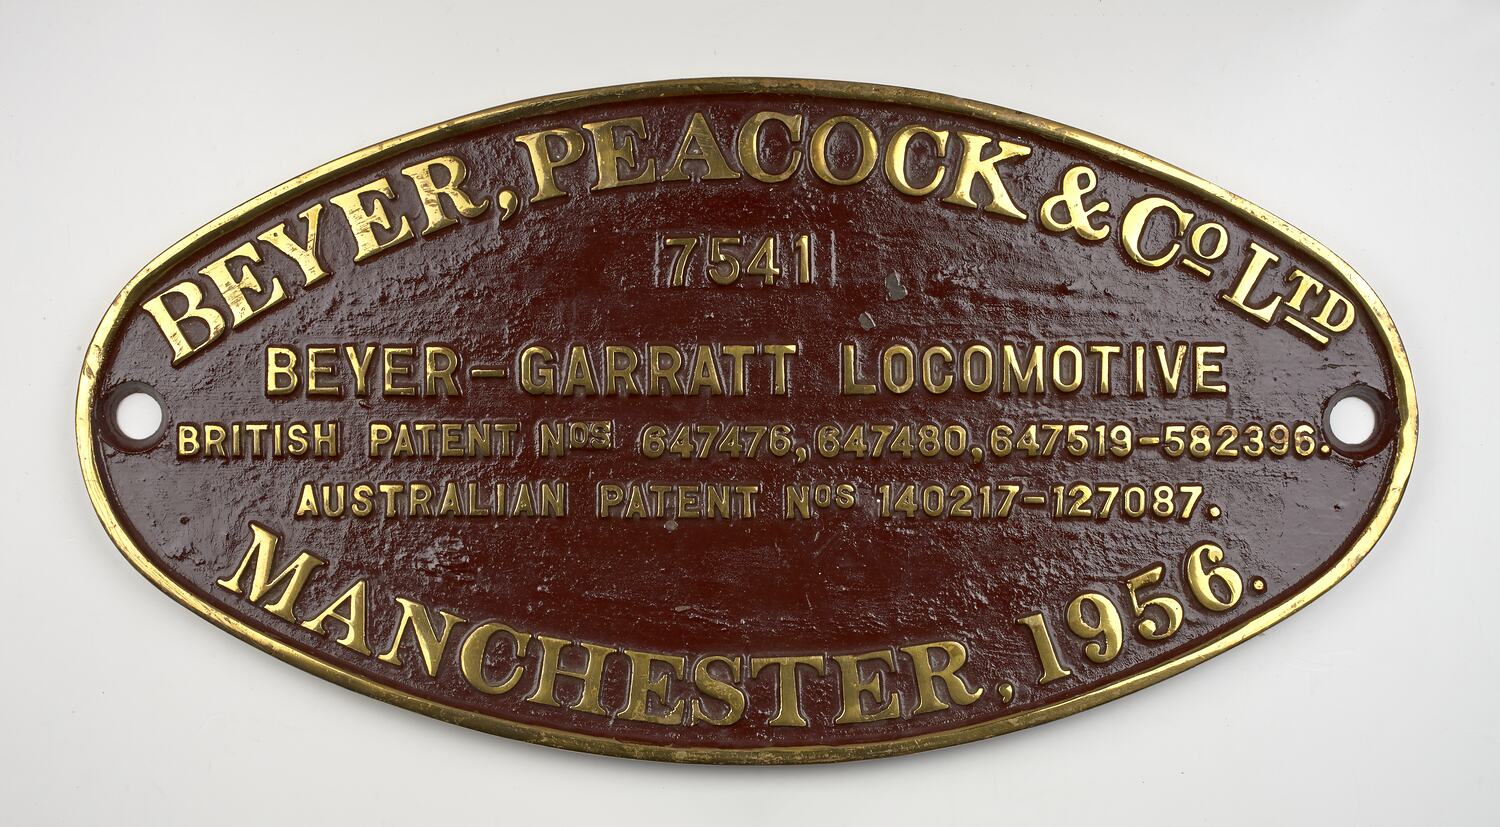 BEYER, PEACOCK & CO LTD
7541
BEYER-GARRATT LOCOMOTIVE
BRITISH PATENT NOS 647476, 647480, 647519-582396.
AUSTRALIAN PATENT NOS 140217-127087.
MANCHESTER, 1956.